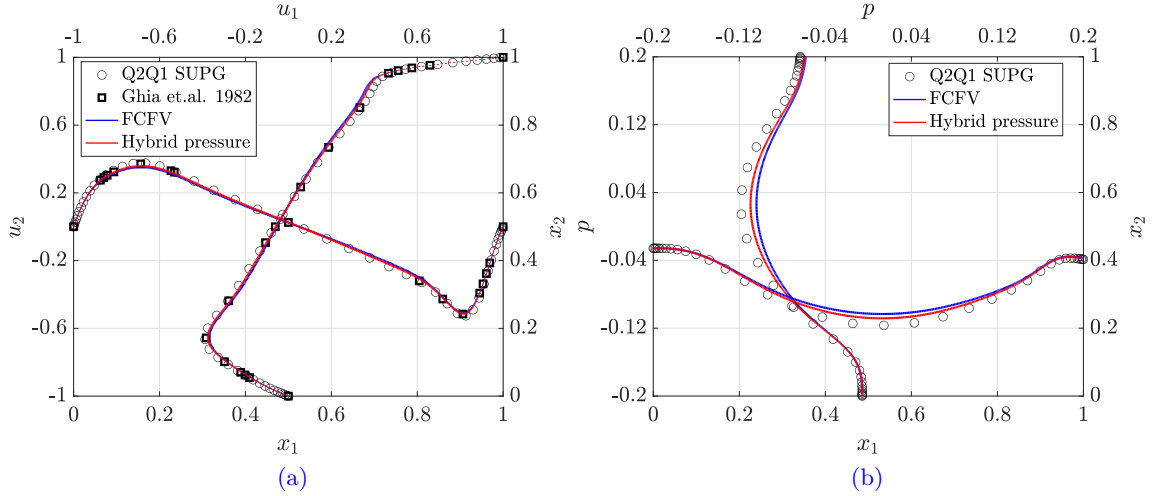 u1
-1 -0.6 -0.2 0.2 0.6 1
1
0.6
0.2
-0.2
-0.6
-1
u2
Q2Q1 SUPG
Ghia et.al. 1982
FCFV
Hybrid pressure
1
0.8
0.6
0.4
0.2
0
x2
0 0.2 0.4 0.6 0.8 1
x1
(a)
p
-0.2 -0.12 -0.04 0.04 0.12 0.2
0.2
0.12
0.04
-0.04
-0.12
-0.2
p
Q2Q1 SUPG
FCFV
Hybrid pressure
1
0.8
0.6
0.4
0.2
0
x2
0 0.2 0.4 0.6 0.8 1
x1
(b)